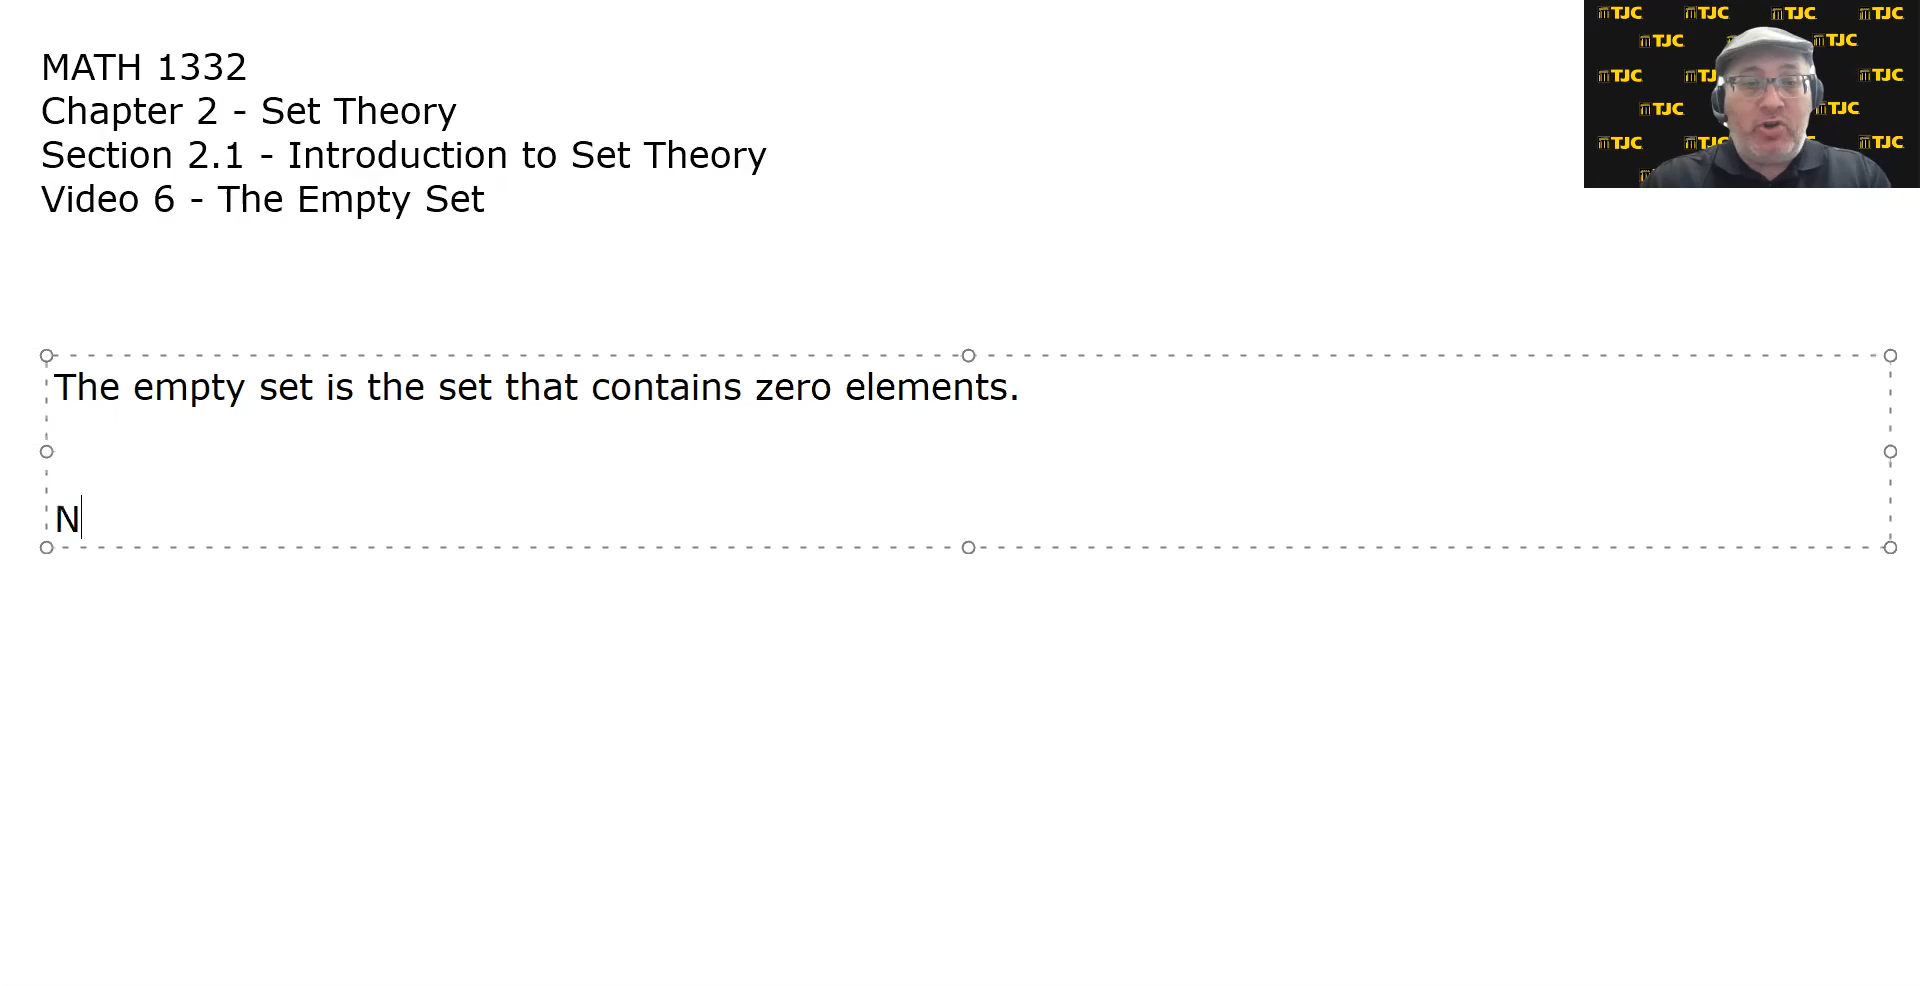 MATH 1332
Chapter 2 - Set Theory
Section 2.1 - Introduction to Set Theory
Video 6 - The Empty Set
TJC TJC TJC TJC
TJC TJC
TJC TJ TJC
TJC TJC
TJC TJC TJC
The empty set is the set that contains zero elements.
N